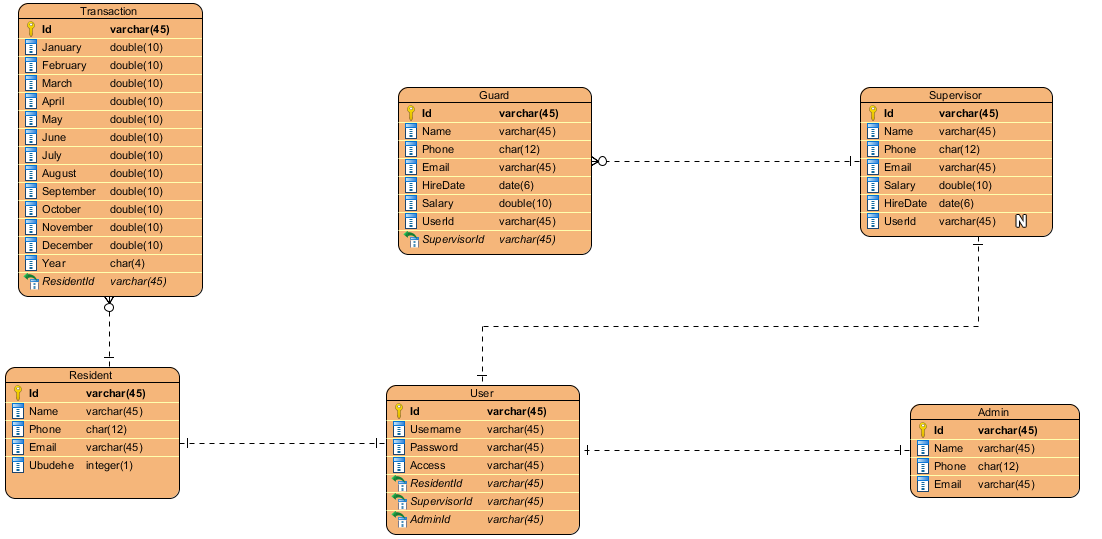 Transaction
Id varchar(45)
January double(10)
February double(10)
March double(10)
April double(10)
May double(10)
June double(10)
July double(10)
August double(10)
September double(10)
October double(10)
November double(10)
December double(10)
Year char(4)
ResidentId varchar(45)
Guard
Id varchar(45)
Name varchar(45)
Phone char(12)
Email varchar(45)
HireDate date(6)
Salary double(10)
UserId varchar(45)
SupervisorId varchar(45)
Supervisor
Id varchar(45)
Name varchar(45)
Phone char(12)
Email varchar(45)
Salary double(10)
HireDate date(6)
UserId varchar(45) N
Resident
Id varchar(45)
Name varchar(45)
Phone char(12)
Email varchar(45)
Ubudehe integer(1)
User
Id varchar(45)
Username varchar(45)
Password varchar(45)
Access varchar(45)
ResidentId varchar(45)
SupervisorId varchar(45)
AdminId varchar(45)
Admin
Id varchar(45)
Name varchar(45)
Phone char(12)
Email varchar(45)